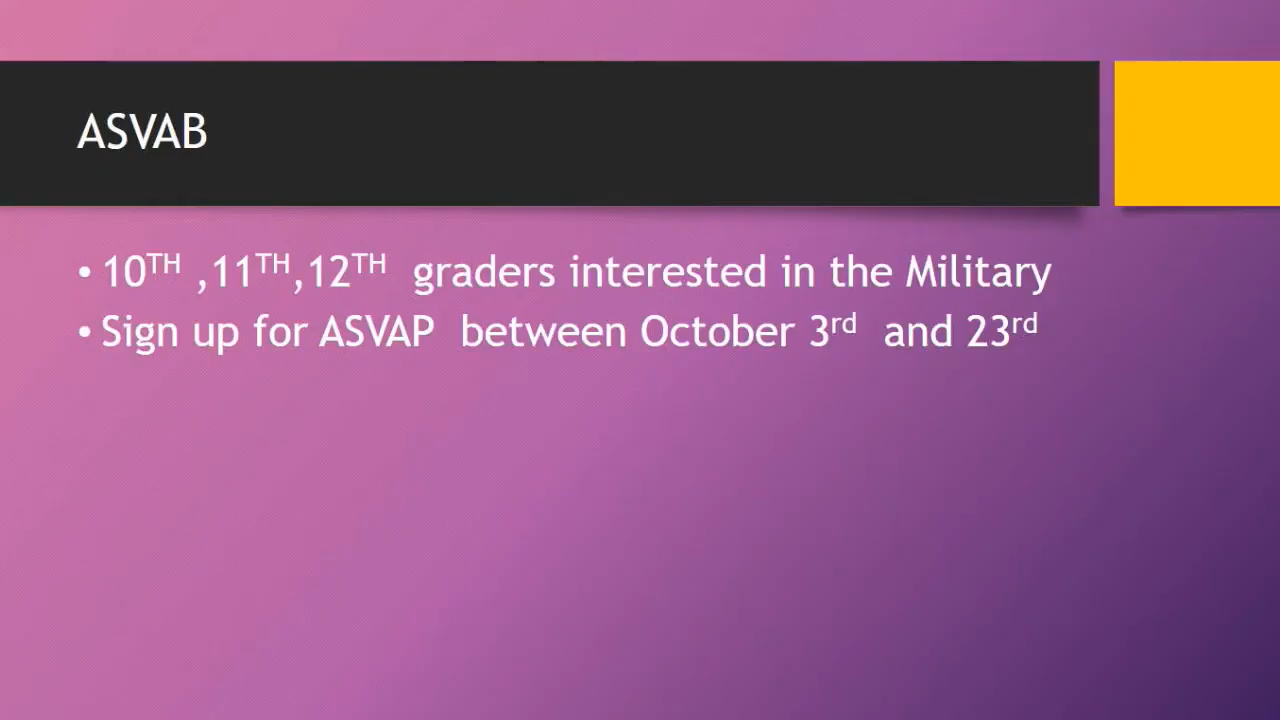 ASVAB
• 10TH ,11TH,12TH graders interested in the Military
• Sign up for ASVAP between October 3rd and 23rd